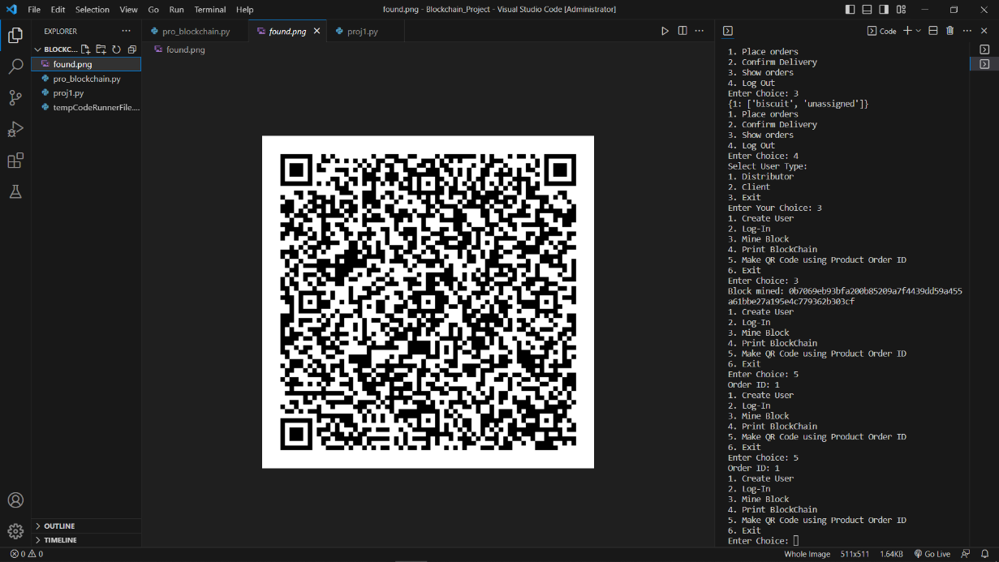 File Edit Selection View Go Run Terminal Help
found.png - Blockchain_Project - Visual Studio Code [Administrator]
EXPLORER
BLOCKC...
found.png
pro_blockchain.py
proj1.py
tempCodeRunnerFile....
OUTLINE
TIMELINE
pro_blockchain.py found.png proj1.py
found.png
Code
1. Place orders
2. Confirm Delivery
3. Show orders
4. Log Out
Enter Choice: 3
{1: ['biscuit', 'unassigned']}
1. Place orders
2. Confirm Delivery
3. Show orders
4. Log Out
Enter Choice: 4
Select User Type:
1. Distributor
2. Client
3. Exit
Enter Your Choice: 3
1. Create User
2. Log-In
3. Mine Block
4. Print BlockChain
5. Make QR Code using Product Order ID
6. Exit
Enter Choice: 3
Block mined: 0b7069eb93bfa200b85209a7f4439dd59a455
a61bbe27a195e4c779362b303cf
1. Create User
2. Log-In
3. Mine Block
4. Print BlockChain
5. Make QR Code using Product Order ID
6. Exit
Enter Choice: 5
Order ID: 1
1. Create User
2. Log-In
3. Mine Block
4. Print BlockChain
5. Make QR Code using Product Order ID
6. Exit
Enter Choice: 5
Order ID: 1
1. Create User
2. Log-In
3. Mine Block
4. Print BlockChain
5. Make QR Code using Product Order ID
6. Exit
Enter Choice:
0 0
Whole Image 511x511 1.64KB Go Live